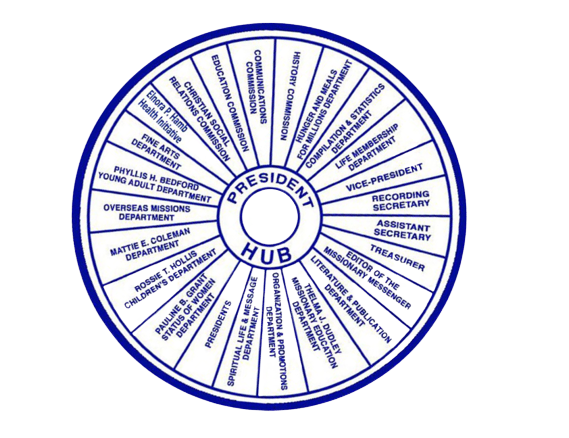 PRESIDENT
HUB
HISTORY COMMISSION
HUNGER AND MEALS
FOR MILLIONS DEPARTMENT
COMPILATION & STATISTICS
DEPARTMENT
LIFE MEMBERSHIP
DEPARTMENT
VICE-PRESIDENT
RECORDING
SECRETARY
ASSISTANT
SECRETARY
TREASURER
EDITOR OF THE
MISSIONARY MESSENGER
LITERATURE & PUBLICATION
DEPARTMENT
THELMA J. DUDLEY
MISSIONARY EDUCATION
DEPARTMENT
ORGANIZATION & PROMOTIONS
DEPARTMENT
SPIRITUAL LIFE & MESSAGE
DEPARTMENT
PRESIDENTS
PAULINE B. GRANT
STATUS OF WOMEN
DEPARTMENT
ROSSIE T. HOLLIS
CHILDREN'S DEPARTMENT
MATTIE E. COLEMAN
DEPARTMENT
OVERSEAS MISSIONS
DEPARTMENT
PHYLLIS H. BEDFORD
YOUNG ADULT DEPARTMENT
FINE ARTS
DEPARTMENT
Elnora P. Hamb
Health Initiative
CHRISTIAN SOCIAL
RELATIONS COMMISSION
EDUCATION COMMISSION
COMMUNICATIONS
COMMISSION